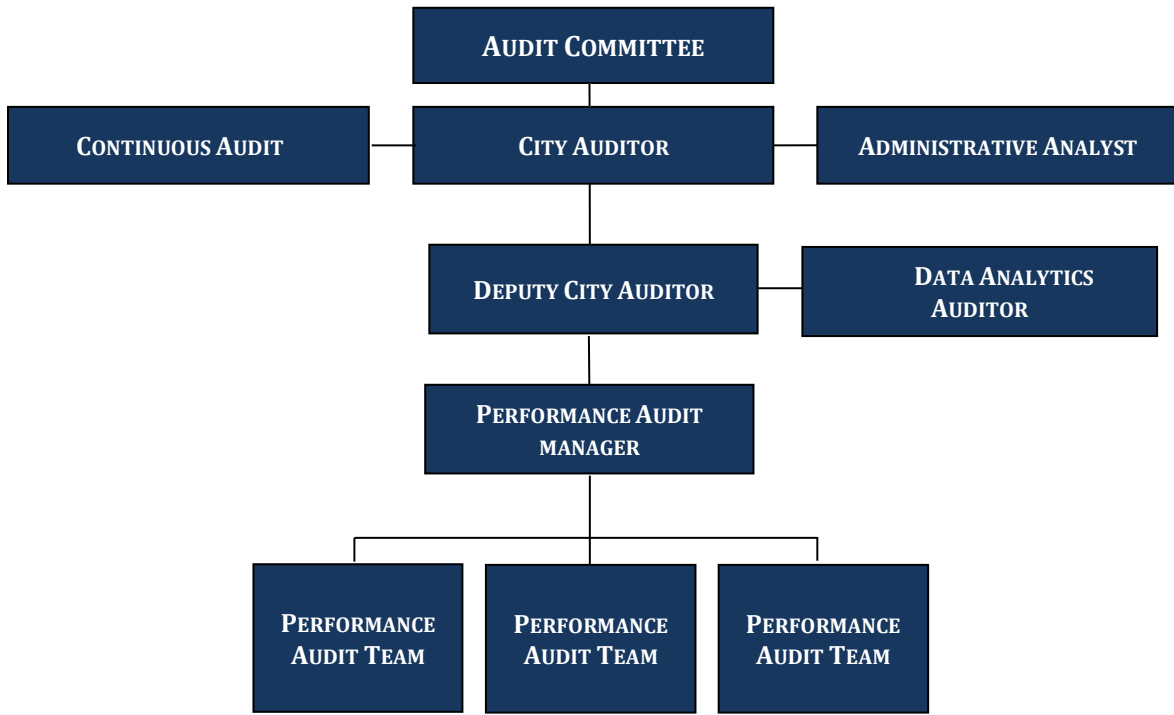 AUDIT COMMITTEE
CONTINUOUS AUDIT
CITY AUDITOR
ADMINISTRATIVE ANALYST
DEPUTY CITY AUDITOR
DATA ANALYTICS
AUDITOR
PERFORMANCE AUDIT
MANAGER
PERFORMANCE
AUDIT TEAM
PERFORMANCE
AUDIT TEAM
PERFORMANCE
AUDIT TEAM